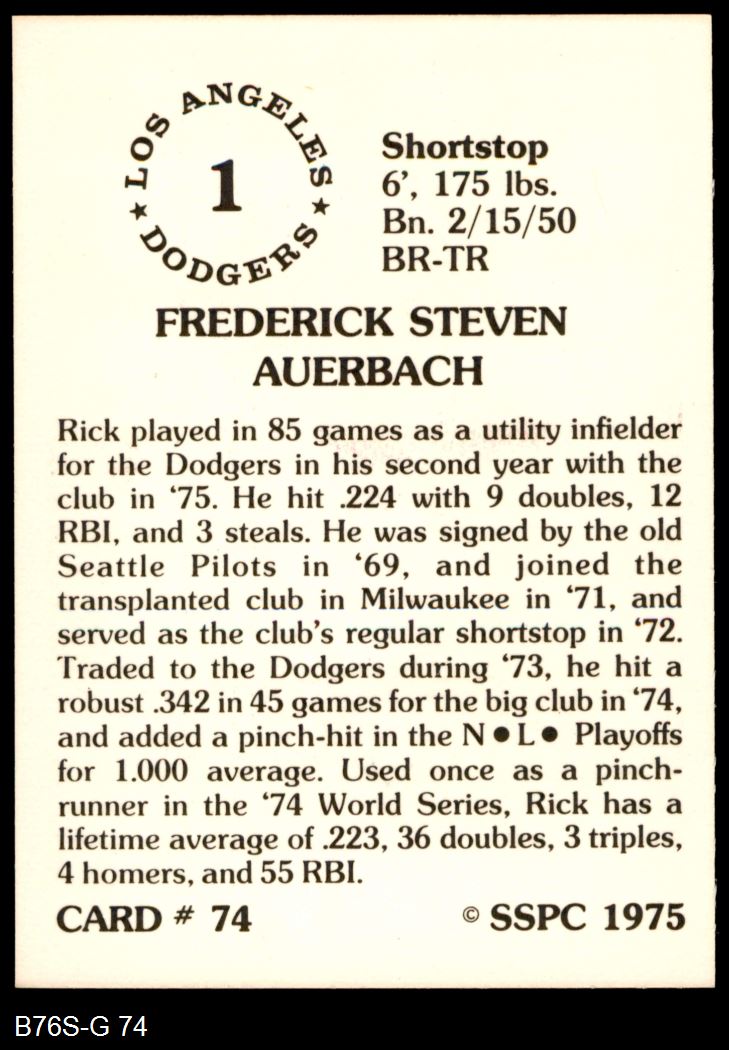 LOS ANGELES
1
★ DODGERS ★
Shortstop
6', 175 lbs.
Bn. 2/15/50
BR-TR
FREDERICK STEVEN
AUERBACH
Rick played in 85 games as a utility infielder
for the Dodgers in his second year with the
club in ‘75. He hit .224 with 9 doubles, 12
RBI, and 3 steals. He was signed by the old
Seattle Pilots in ‘69, and joined the
transplanted club in Milwaukee in ‘71, and
served as the club's regular shortstop in ‘72.
Traded to the Dodgers during ‘73, he hit a
robust .342 in 45 games for the big club in ‘74,
and added a pinch-hit in the N●L● Playoffs
for 1.000 average. Used once as a pinch-
runner in the ‘74 World Series, Rick has a
lifetime average of .223, 36 doubles, 3 triples,
4 homers, and 55 RBI.
CARD # 74
© SSPC 1975
B76S-G 74